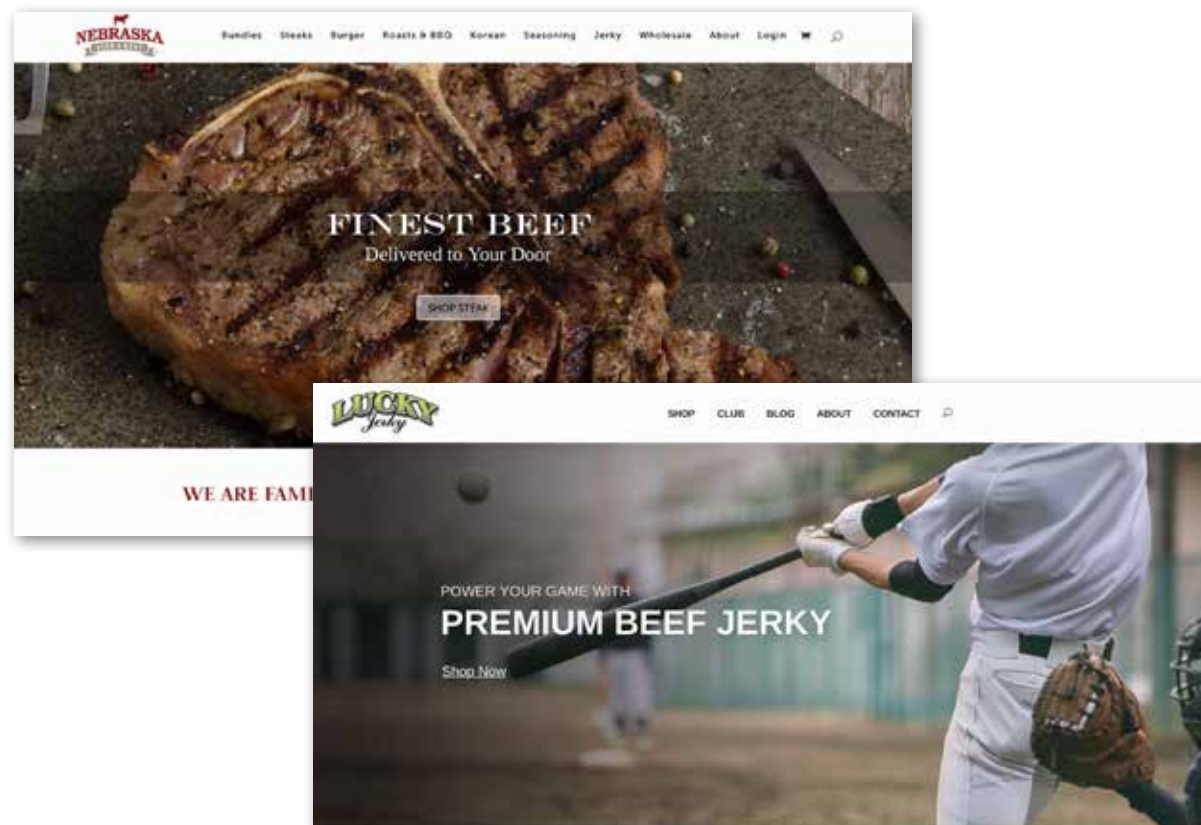 NEBRASKA
Bundles Steaks Burger Roasts & BBQ Korean Seasoning Jerky Wholesale About Login
FINEST BEEF
Delivered to Your Door
SHOP STEAK
WE ARE FAMI
LUCKY
Jerky
SHOP CLUB BLOG ABOUT CONTACT
POWER YOUR GAME WITH
PREMIUM BEEF JERKY
Shop Now